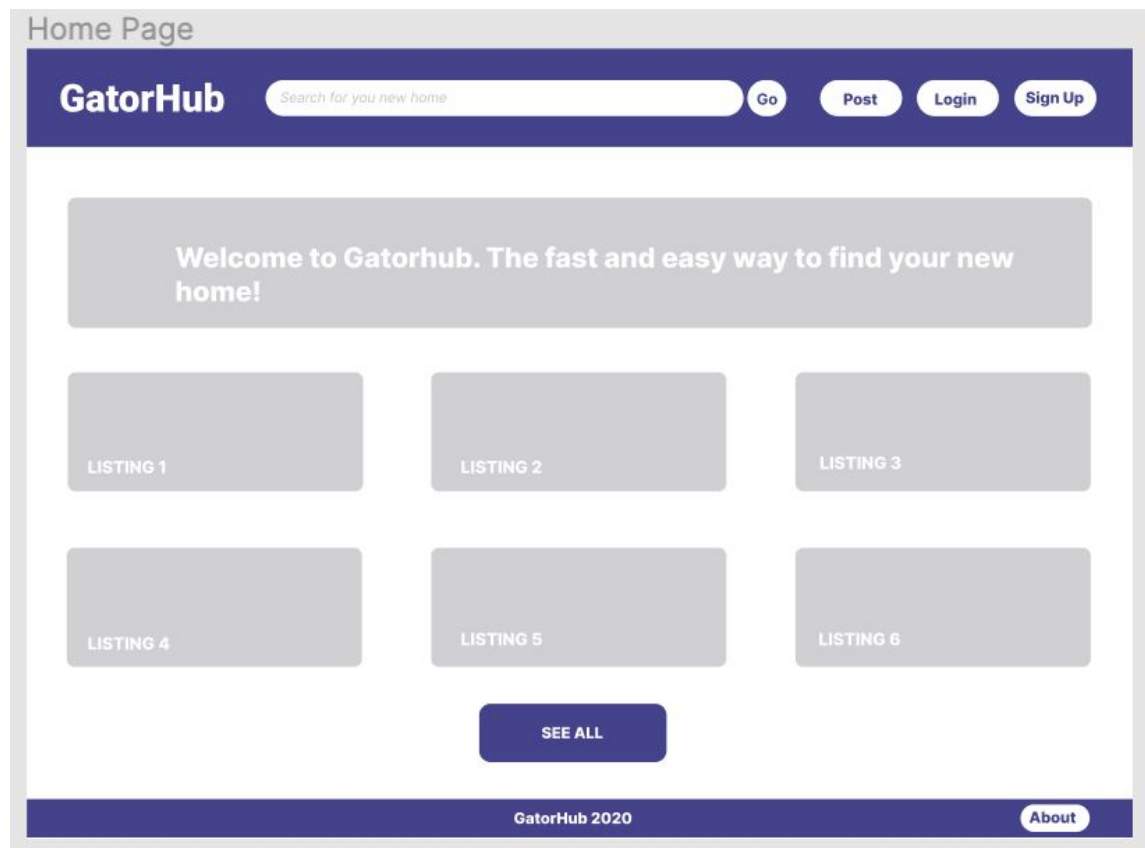 Home Page
GatorHub
Search for you new home
Go
Post
Login
Sign Up
Welcome to Gatorhub. The fast and easy way to find your new
home!
LISTING 1
LISTING 2
LISTING 3
LISTING 4
LISTING 5
LISTING 6
SEE ALL
GatorHub 2020
About